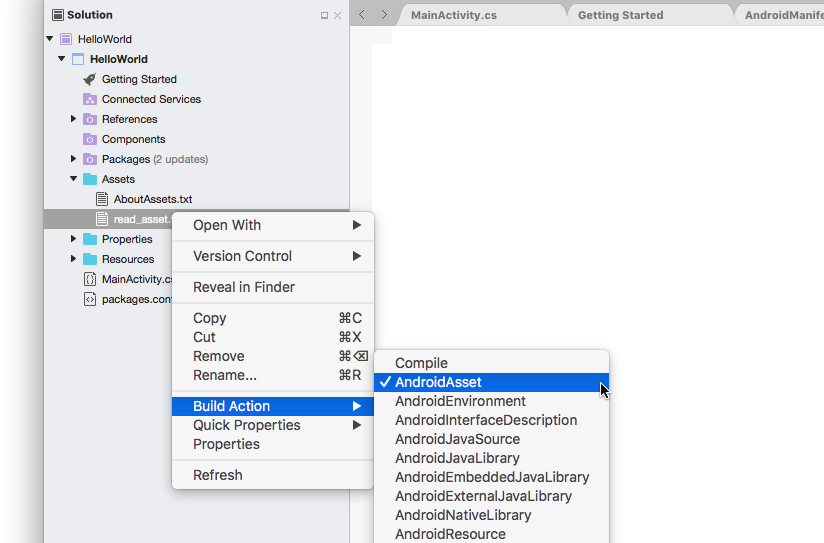 Solution
MainActivity.cs
Getting Started
AndroidManife
HelloWorld
HelloWorld
Getting Started
Connected Services
References
Components
Packages (2 updates)
Assets
AboutAssets.txt
read_asset.
Properties
Resources
MainActivity.cs
packages.conf
Open With
Version Control
Reveal in Finder
Copy ⌘C
Cut ⌘X
Remove ⌘⌫
Rename... ⌘R
Build Action
Quick Properties
Properties
Refresh
Compile
✓ AndroidAsset
AndroidEnvironment
AndroidInterfaceDescription
AndroidJavaSource
AndroidJavaLibrary
AndroidEmbeddedJavaLibrary
AndroidExternalJavaLibrary
AndroidNativeLibrary
AndroidResource